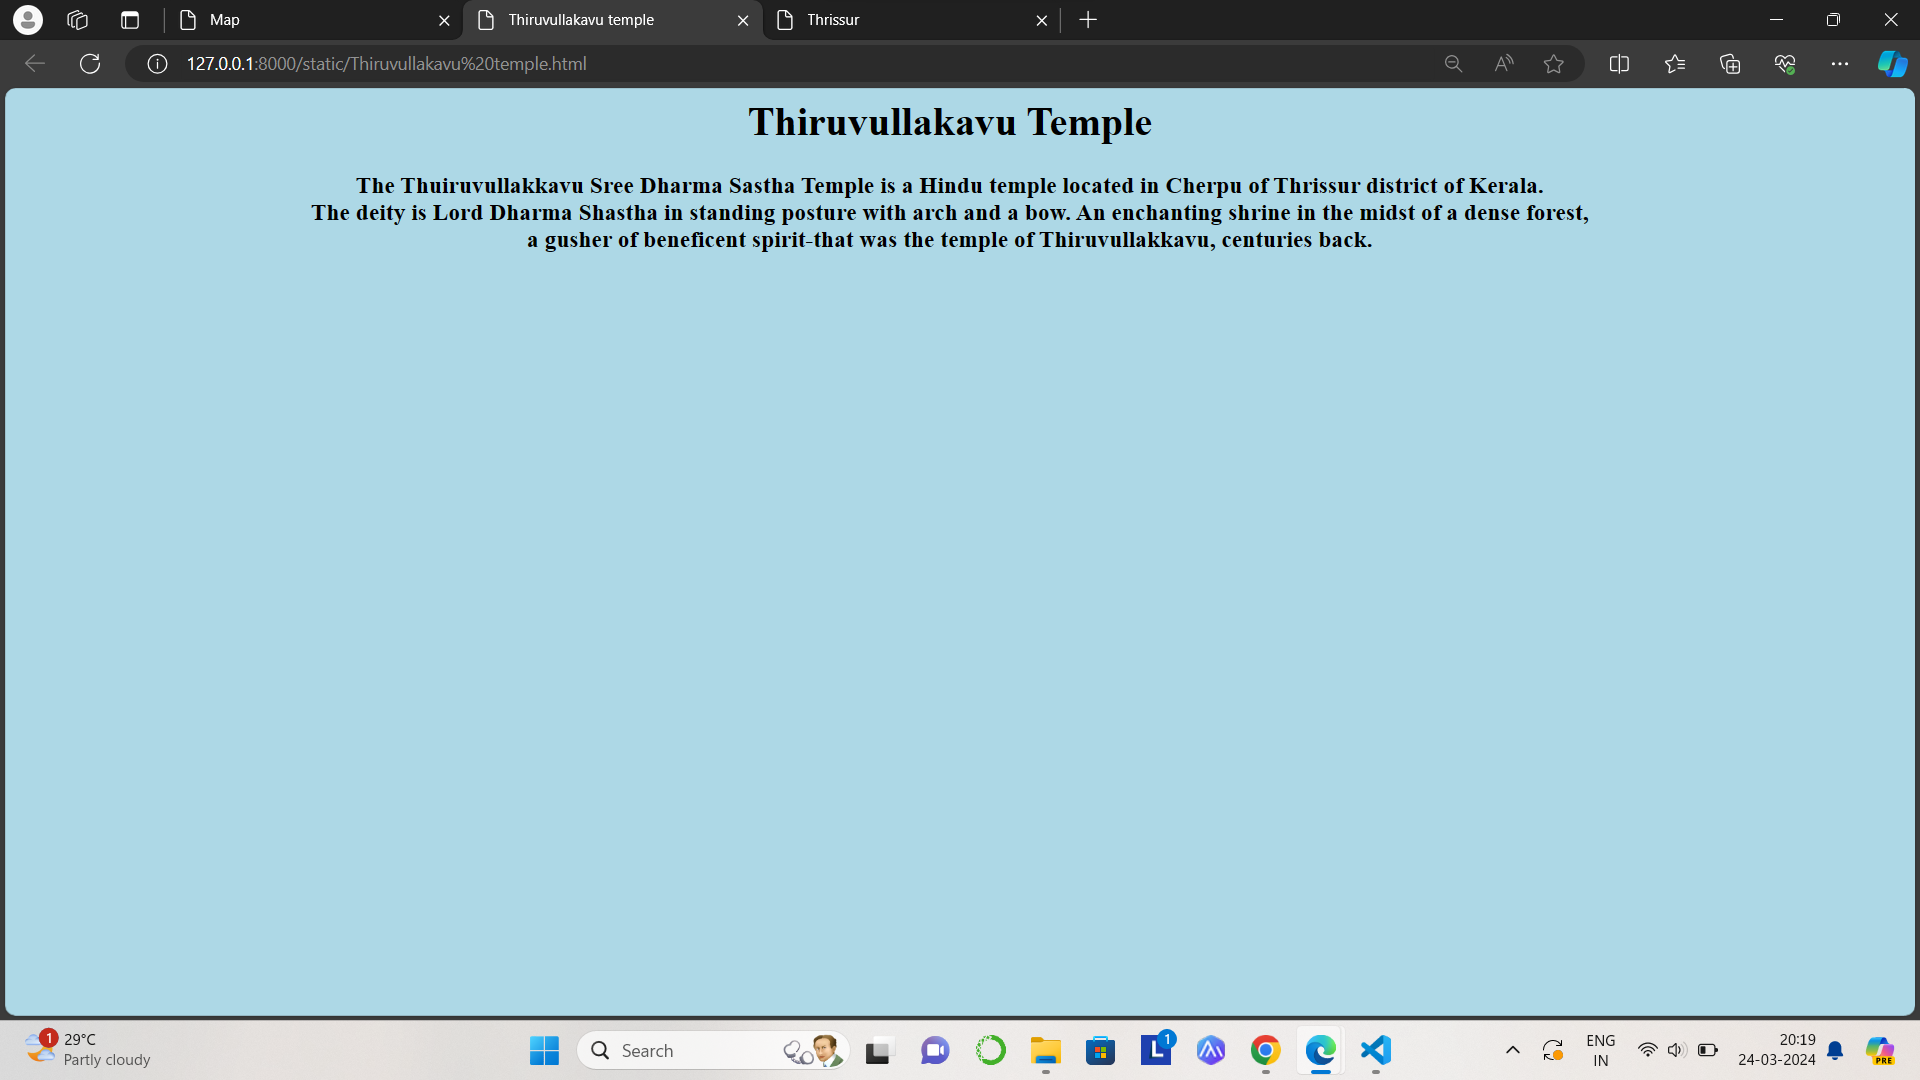 Map
Thiruvullakavu temple
Thrissur
127.0.0.1:8000/static/Thiruvullakavu%20temple.html
Thiruvullakavu Temple
The Thuiruvullakkavu Sree Dharma Sastha Temple is a Hindu temple located in Cherpu of Thrissur district of Kerala.
The deity is Lord Dharma Shastha in standing posture with arch and a bow. An enchanting shrine in the midst of a dense forest,
a gusher of beneficent spirit-that was the temple of Thiruvullakkavu, centuries back.
1
29°C
Partly cloudy
Search
L 1
ENG
IN
20:19
24-03-2024
PRE